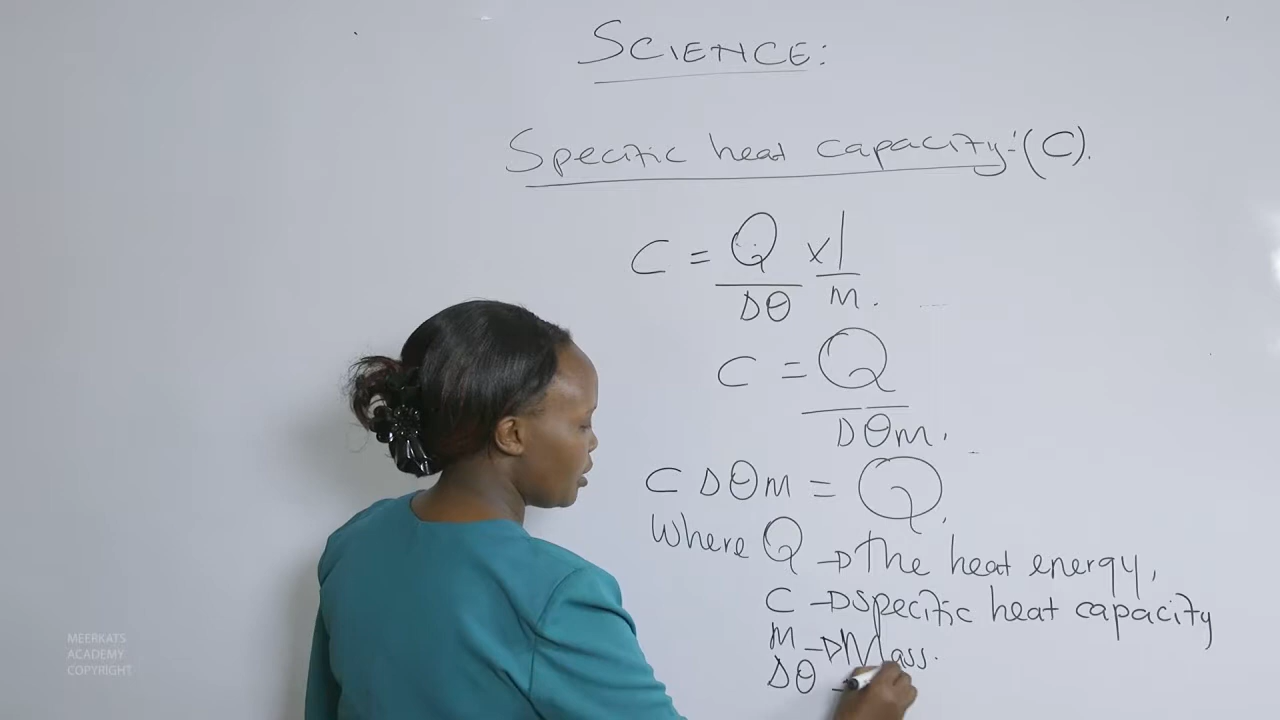 SCIENCE:
Specific heat capacity:-(C).
C = Q/Δθ x 1/m.
C = Q/Δθm.
C Δθm = Q.
Where Q → The heat energy,
C → specific heat capacity
M → Mass.
Δθ →
MEERKATS
ACADEMY
COPYRIGHT